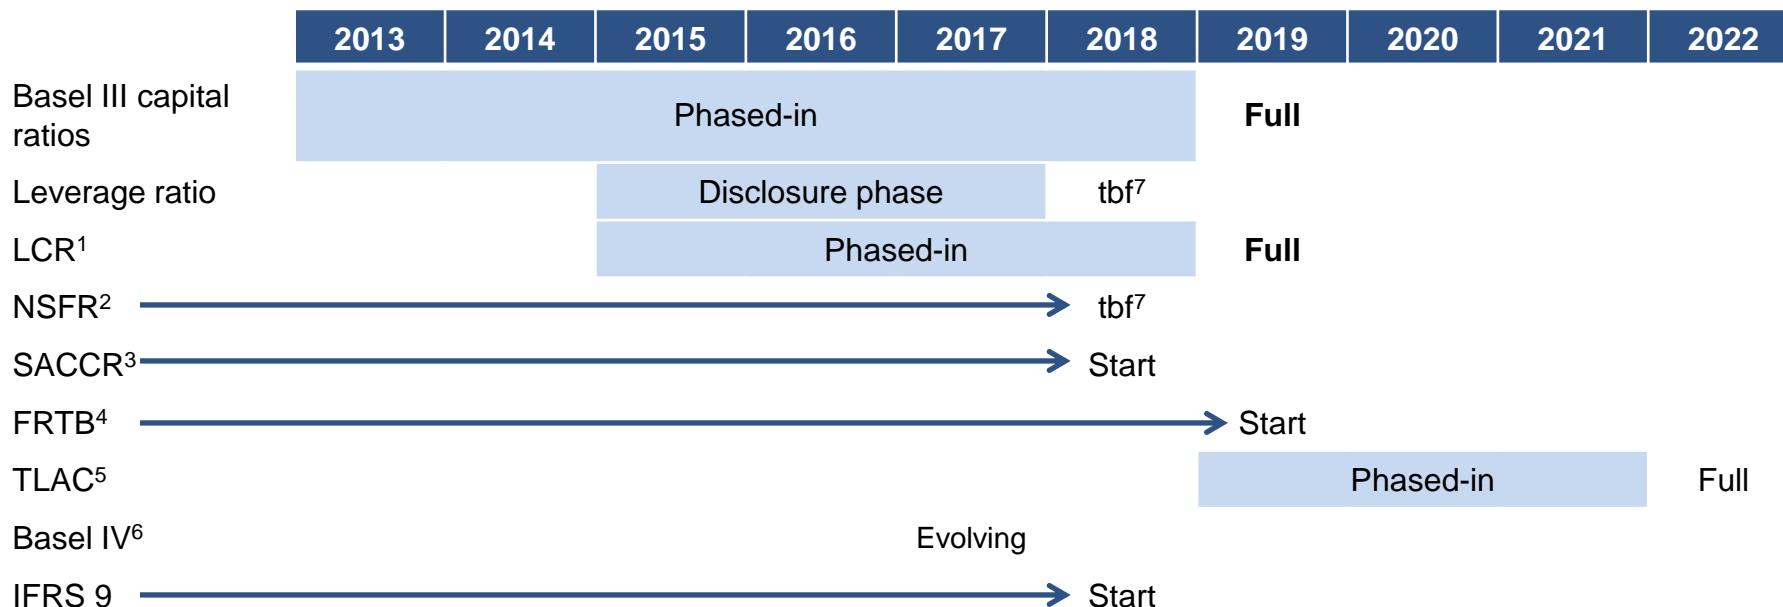 2013 2014 2015 2016 2017 2018 2019 2020 2021 2022
Basel III capital
ratios
Phased-in Full
Leverage ratio Disclosure phase tbf⁷
LCR¹ Phased-in Full
NSFR² tbf⁷
SACCR³ Start
FRTB⁴ Start
TLAC⁵ Phased-in Full
Basel IV⁶ Evolving
IFRS 9 Start